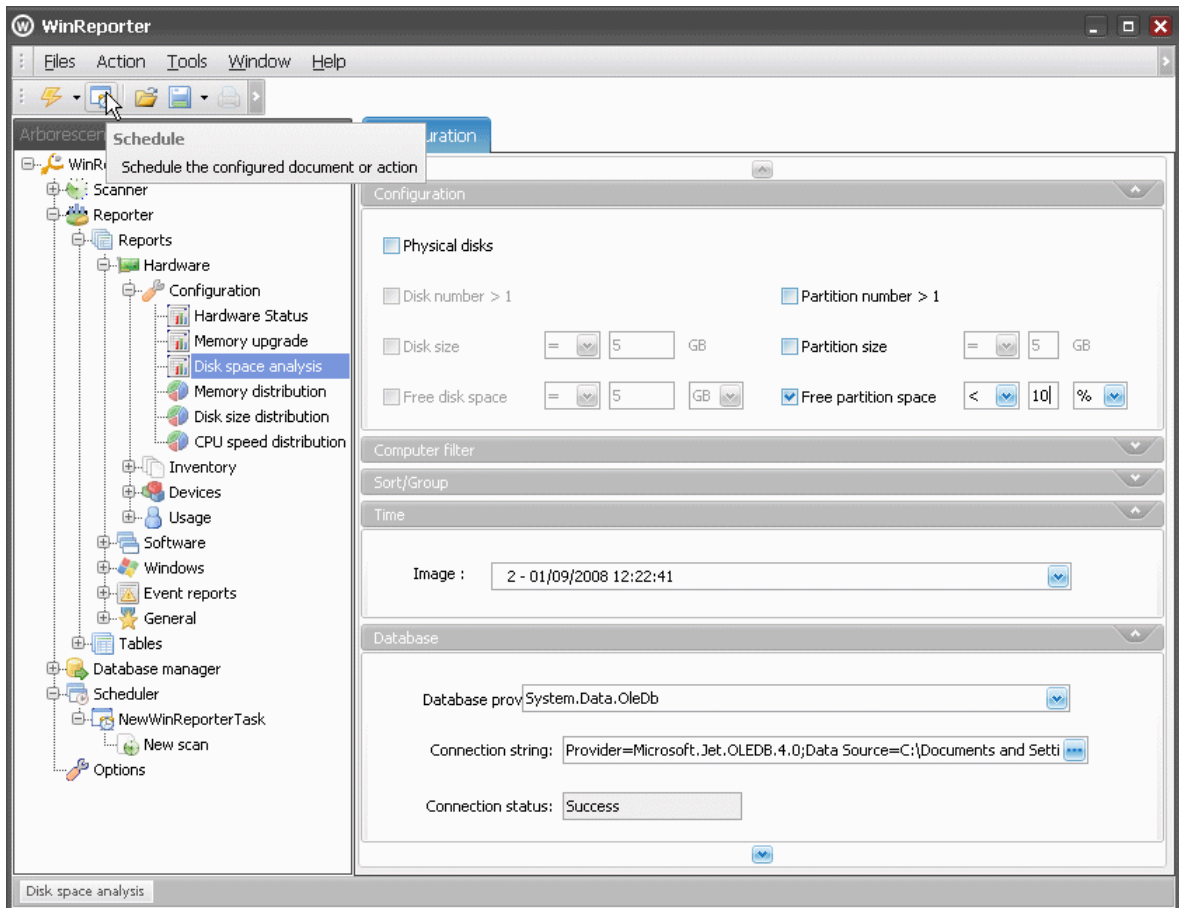 WinReporter
Files Action Tools Window Help
Arborescen
Schedule
Schedule the configured document or action
uration
WinR
Scanner
Reporter
Reports
Hardware
Configuration
Hardware Status
Memory upgrade
Disk space analysis
Memory distribution
Disk size distribution
CPU speed distribution
Inventory
Devices
Usage
Software
Windows
Event reports
General
Tables
Database manager
Scheduler
NewWinReporterTask
New scan
Options
Configuration
Physical disks
Disk number > 1
Partition number > 1
Disk size = 5 GB
Partition size = 5 GB
Free disk space = 5 GB
Free partition space < 10 %
Computer filter
Sort/Group
Time
Image : 2 - 01/09/2008 12:22:41
Database
Database prov System.Data.OleDb
Connection string: Provider=Microsoft.Jet.OLEDB.4.0;Data Source=C:\Documents and Setti
Connection status: Success
Disk space analysis